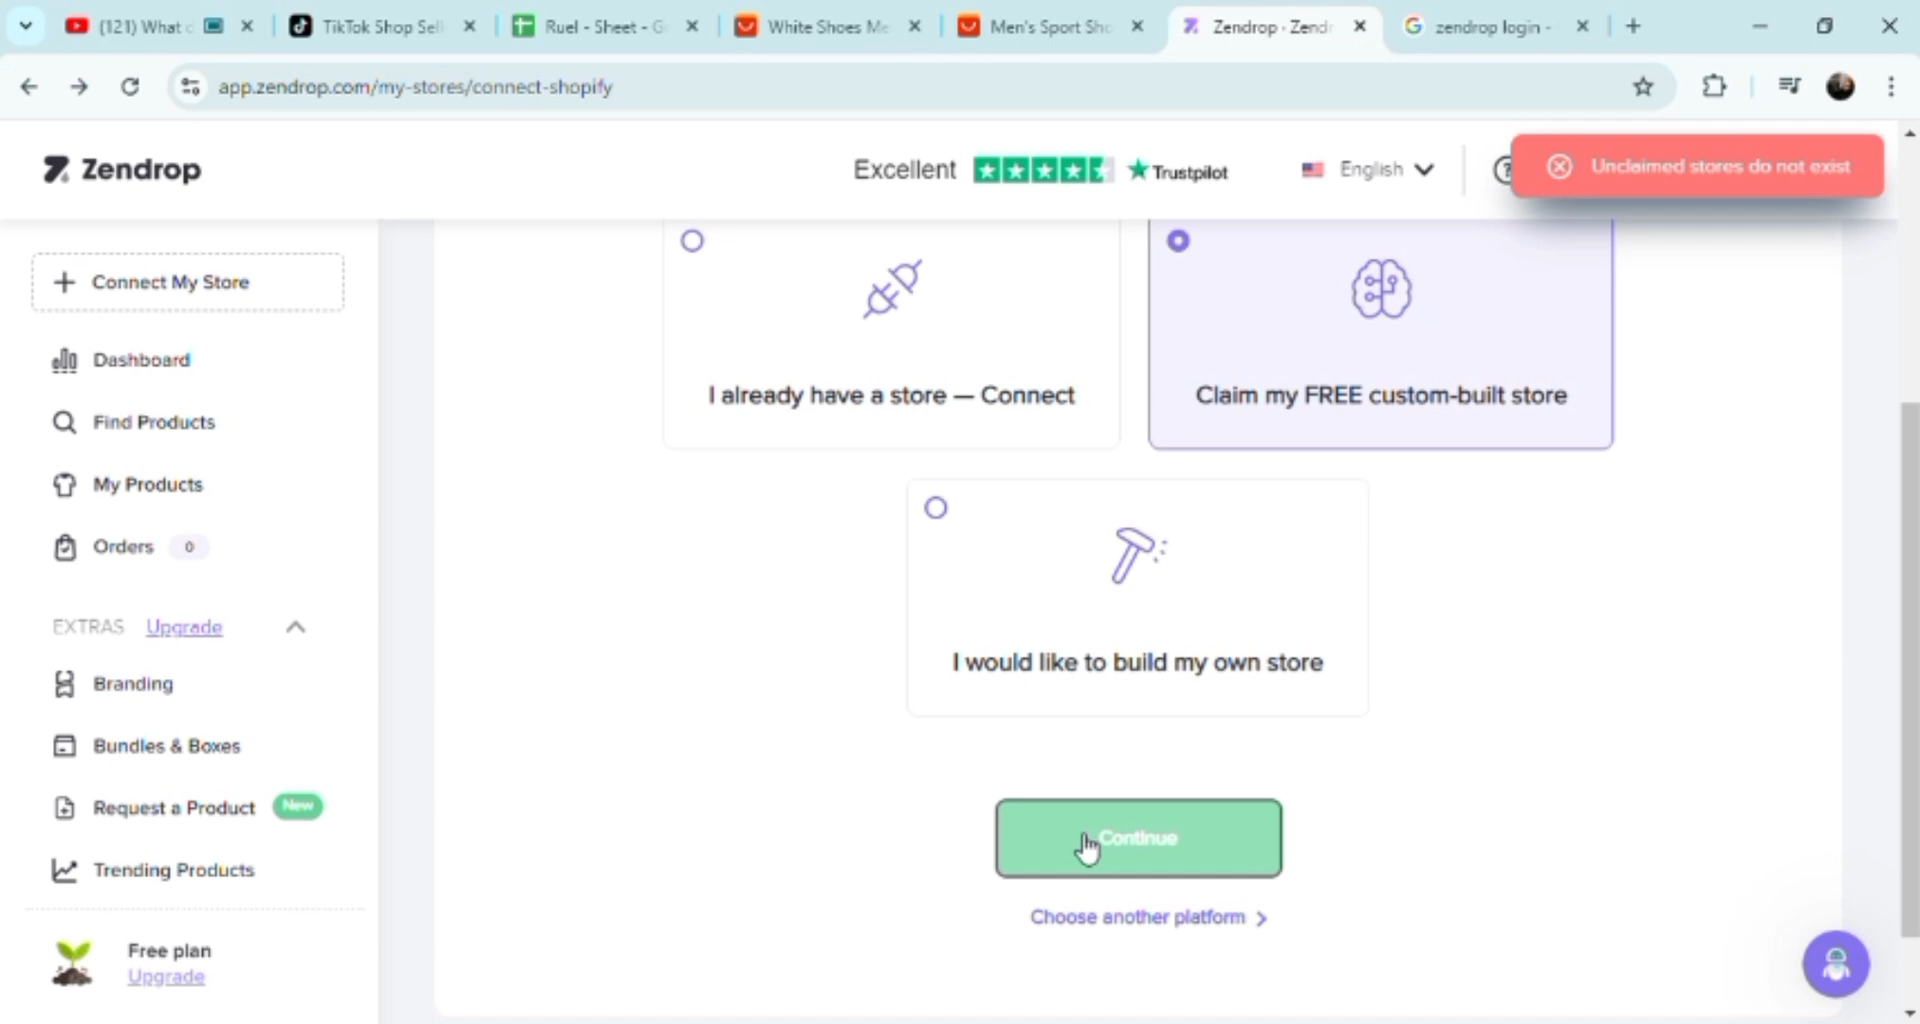 (121) What
TikTok Shop Sell
Ruel - Sheet - G
White Shoes Me
Men's Sport Sho
Zendrop · Zendr
zendrop login -
app.zendrop.com/my-stores/connect-shopify
Zendrop
Excellent
Trustpilot
English
Unclaimed stores do not exist
Connect My Store
Dashboard
Find Products
My Products
Orders 0
EXTRAS Upgrade
Branding
Bundles & Boxes
Request a Product New
Trending Products
Free plan
Upgrade
I already have a store — Connect
Claim my FREE custom-built store
I would like to build my own store
Continue
Choose another platform